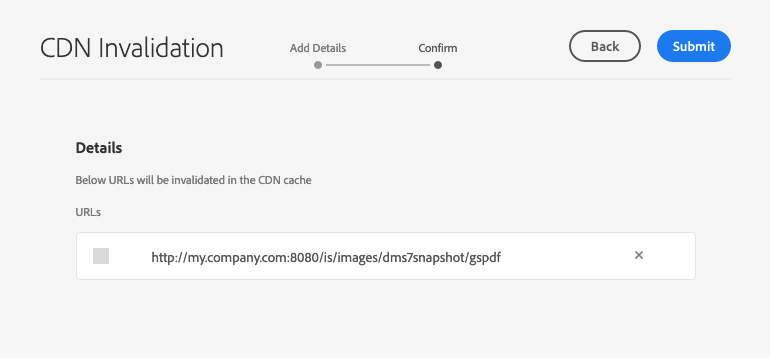 CDN Invalidation
Add Details
Confirm
Back
Submit
Details
Below URLs will be invalidated in the CDN cache
URLs
http://my.company.com:8080/is/images/dms7snapshot/gspdf